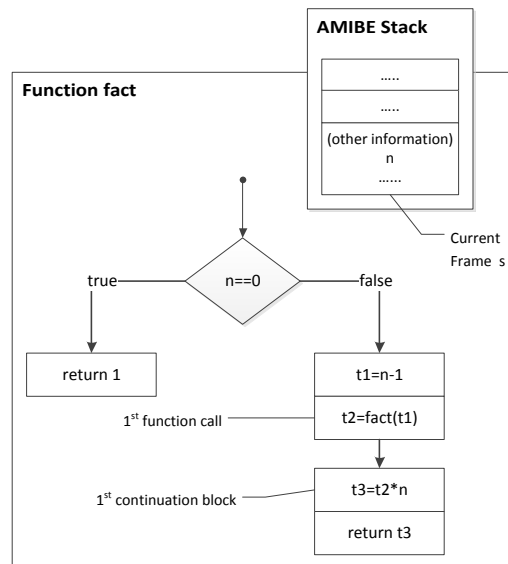 AMIBE Stack
.....
.....
(other information)
n
......
Current
Frame s
Function fact
n==0
true
false
return 1
t1=n-1
1st function call
t2=fact(t1)
1st continuation block
t3=t2*n
return t3